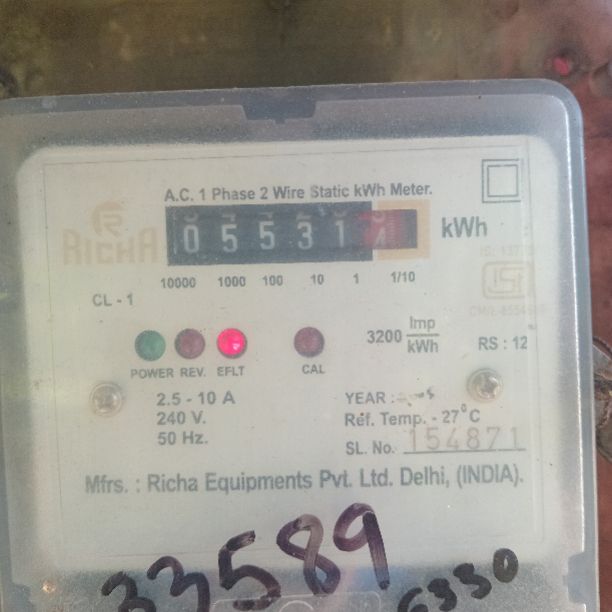 A.C. 1 Phase 2 Wire Static kWh Meter.
R
RICHA
05531 kWh
10000 1000 100 10 1 1/10
CL - 1
3200 Imp/kWh
RS : 12
POWER REV. EFLT CAL
2.5 - 10 A
240 V.
50 Hz.
YEAR :
Ref. Temp. - 27°C
SL. No. 154871
Mfrs. : Richa Equipments Pvt. Ltd. Delhi, (INDIA).
33589
6330